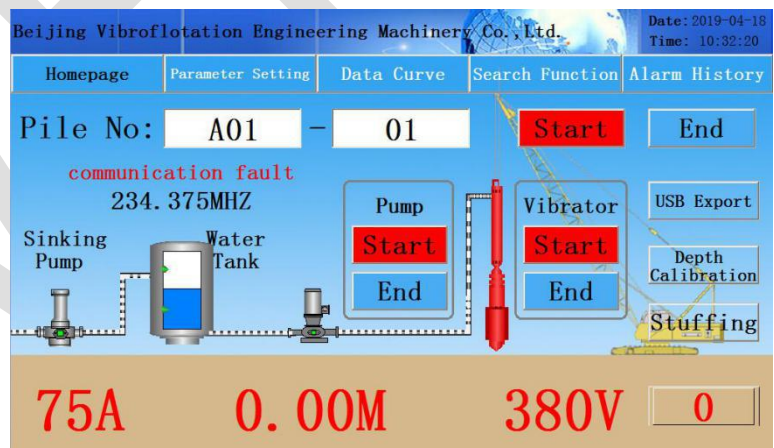 Beijing Vibroflotation Engineering Machinery Co.,Ltd.
Date:2019-04-18
Time: 10:32:20
Homepage Parameter Setting Data Curve Search Function Alarm History
Pile No: A01 - 01 Start End
communication fault
234.375MHZ
Pump Vibrator USB Export
Sinking Pump
Water Tank
Start Start
Depth Calibration
End End
Stuffing
75A 0.00M 380V 0